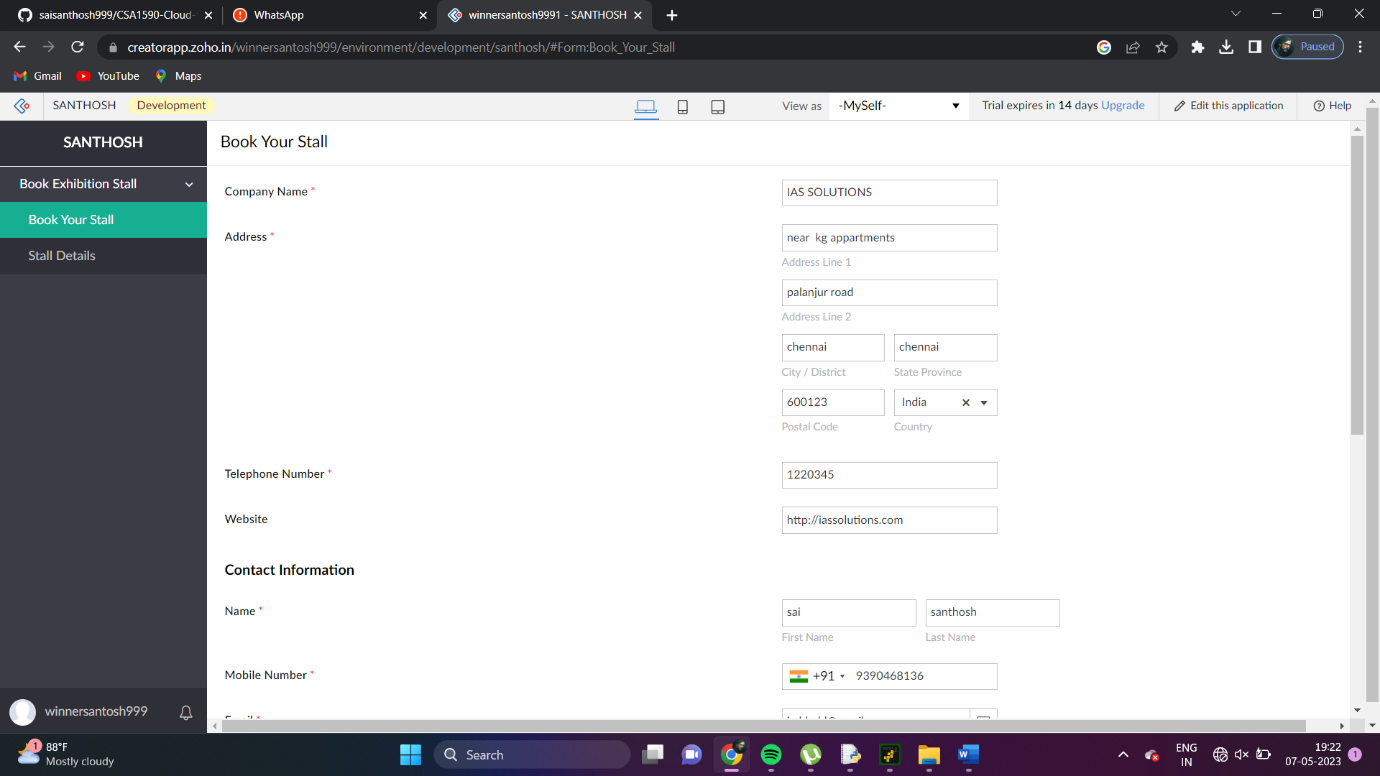 saisanthosh999/CSA1590-Cloud-
WhatsApp
winnersantosh9991 - SANTHOSH
creatorapp.zoho.in/winnersantosh999/environment/development/santhosh/#Form:Book_Your_Stall
Paused
Gmail
YouTube
Maps
SANTHOSH
Development
View as
-MySelf-
Trial expires in 14 days Upgrade
Edit this application
Help
SANTHOSH
Book Exhibition Stall
Book Your Stall
Stall Details
winnersantosh999
Book Your Stall
Company Name *
IAS SOLUTIONS
Address *
near kg appartments
Address Line 1
palanjur road
Address Line 2
chennai
chennai
City / District
State Province
600123
India
Postal Code
Country
Telephone Number *
1220345
Website
http://iassolutions.com
Contact Information
Name *
sai
santhosh
First Name
Last Name
Mobile Number *
+91
9390468136
1
88°F
Mostly cloudy
Search
ENG
IN
19:22
07-05-2023
1